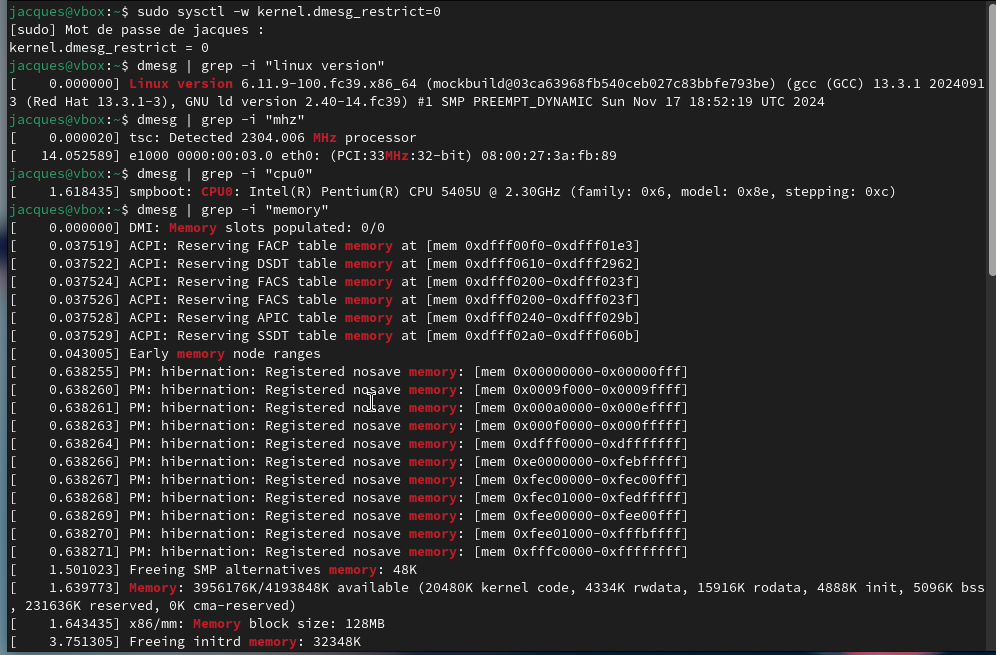 jacques@vbox:~$ sudo sysctl -w kernel.dmesg_restrict=0
[sudo] Mot de passe de jacques :
kernel.dmesg_restrict = 0
jacques@vbox:~$ dmesg | grep -i "linux version"
[    0.000000] Linux version 6.11.9-100.fc39.x86_64 (mockbuild@03ca63968fb540ceb027c83bbfe793be) (gcc (GCC) 13.3.1 2024091
3 (Red Hat 13.3.1-3), GNU ld version 2.40-14.fc39) #1 SMP PREEMPT_DYNAMIC Sun Nov 17 18:52:19 UTC 2024
jacques@vbox:~$ dmesg | grep -i "mhz"
[    0.000020] tsc: Detected 2304.006 MHz processor
[   14.052589] e1000 0000:00:03.0 eth0: (PCI:33MHz:32-bit) 08:00:27:3a:fb:89
jacques@vbox:~$ dmesg | grep -i "cpu0"
[    1.618435] smpboot: CPU0: Intel(R) Pentium(R) CPU 5405U @ 2.30GHz (family: 0x6, model: 0x8e, stepping: 0xc)
jacques@vbox:~$ dmesg | grep -i "memory"
[    0.000000] DMI: Memory slots populated: 0/0
[    0.037519] ACPI: Reserving FACP table memory at [mem 0xdfff00f0-0xdfff01e3]
[    0.037522] ACPI: Reserving DSDT table memory at [mem 0xdfff0610-0xdfff2962]
[    0.037524] ACPI: Reserving FACS table memory at [mem 0xdfff0200-0xdfff023f]
[    0.037526] ACPI: Reserving FACS table memory at [mem 0xdfff0200-0xdfff023f]
[    0.037528] ACPI: Reserving APIC table memory at [mem 0xdfff0240-0xdfff029b]
[    0.037529] ACPI: Reserving SSDT table memory at [mem 0xdfff02a0-0xdfff060b]
[    0.043005] Early memory node ranges
[    0.638255] PM: hibernation: Registered nosave memory: [mem 0x00000000-0x00000fff]
[    0.638260] PM: hibernation: Registered nosave memory: [mem 0x0009f000-0x0009ffff]
[    0.638261] PM: hibernation: Registered nosave memory: [mem 0x000a0000-0x000effff]
[    0.638263] PM: hibernation: Registered nosave memory: [mem 0x000f0000-0x000fffff]
[    0.638264] PM: hibernation: Registered nosave memory: [mem 0xdfff0000-0xdfffffff]
[    0.638266] PM: hibernation: Registered nosave memory: [mem 0xe0000000-0xfebfffff]
[    0.638267] PM: hibernation: Registered nosave memory: [mem 0xfec00000-0xfec00fff]
[    0.638268] PM: hibernation: Registered nosave memory: [mem 0xfec01000-0xfedfffff]
[    0.638269] PM: hibernation: Registered nosave memory: [mem 0xfee00000-0xfee00fff]
[    0.638270] PM: hibernation: Registered nosave memory: [mem 0xfee01000-0xfffbffff]
[    0.638271] PM: hibernation: Registered nosave memory: [mem 0xfffc0000-0xffffffff]
[    1.501023] Freeing SMP alternatives memory: 48K
[    1.639773] Memory: 3956176K/4193848K available (20480K kernel code, 4334K rwdata, 15916K rodata, 4888K init, 5096K bss
, 231636K reserved, 0K cma-reserved)
[    1.643435] x86/mm: Memory block size: 128MB
[    3.751305] Freeing initrd memory: 32348K